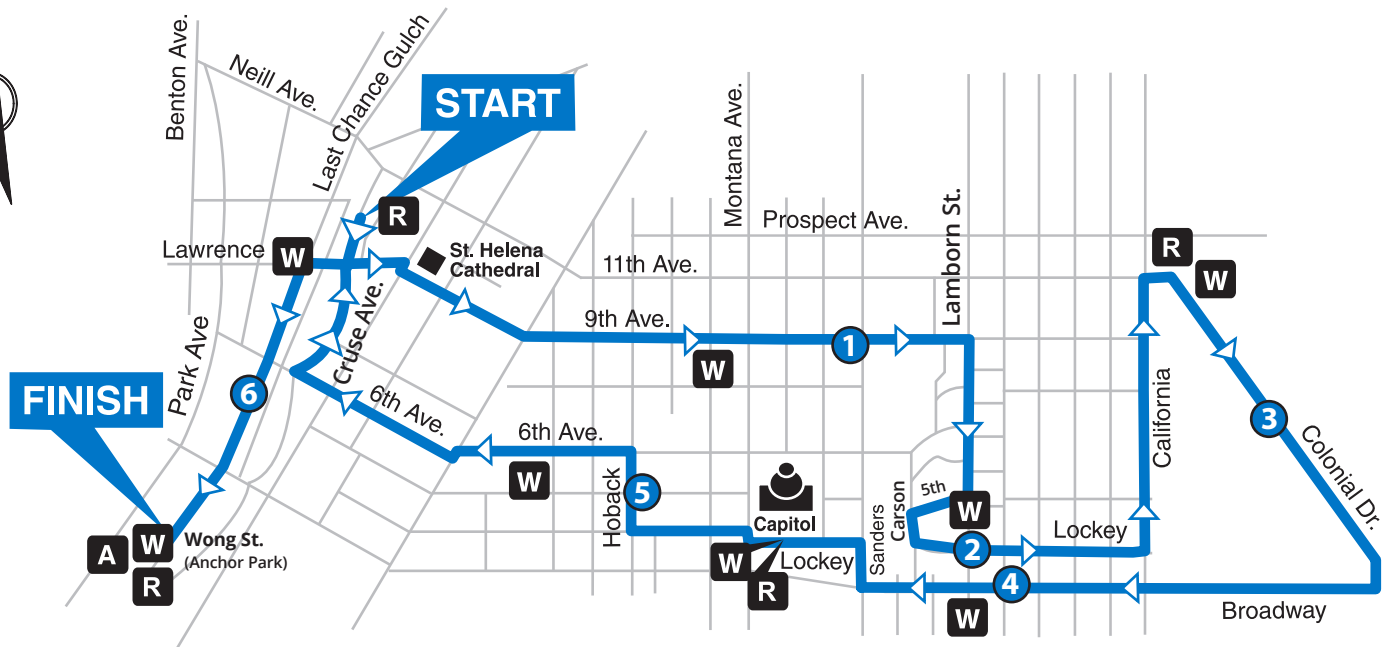 Benton Ave.
Neill Ave.
Last Chance Gulch
START
R
Lawrence
W
St. Helena
Cathedral
Montana Ave.
Prospect Ave.
11th Ave.
Lamborn St.
R
W
9th Ave.
1
W
Cruse Ave.
Park Ave
6
FINISH
6th Ave.
6th Ave.
W
Hoback
5
Capitol
W
R
Lockey
Sanders
Carson
5th
W
2
Lockey
California
3
Colonial Dr.
4
W
Broadway
A
W
R
Wong St.
(Anchor Park)